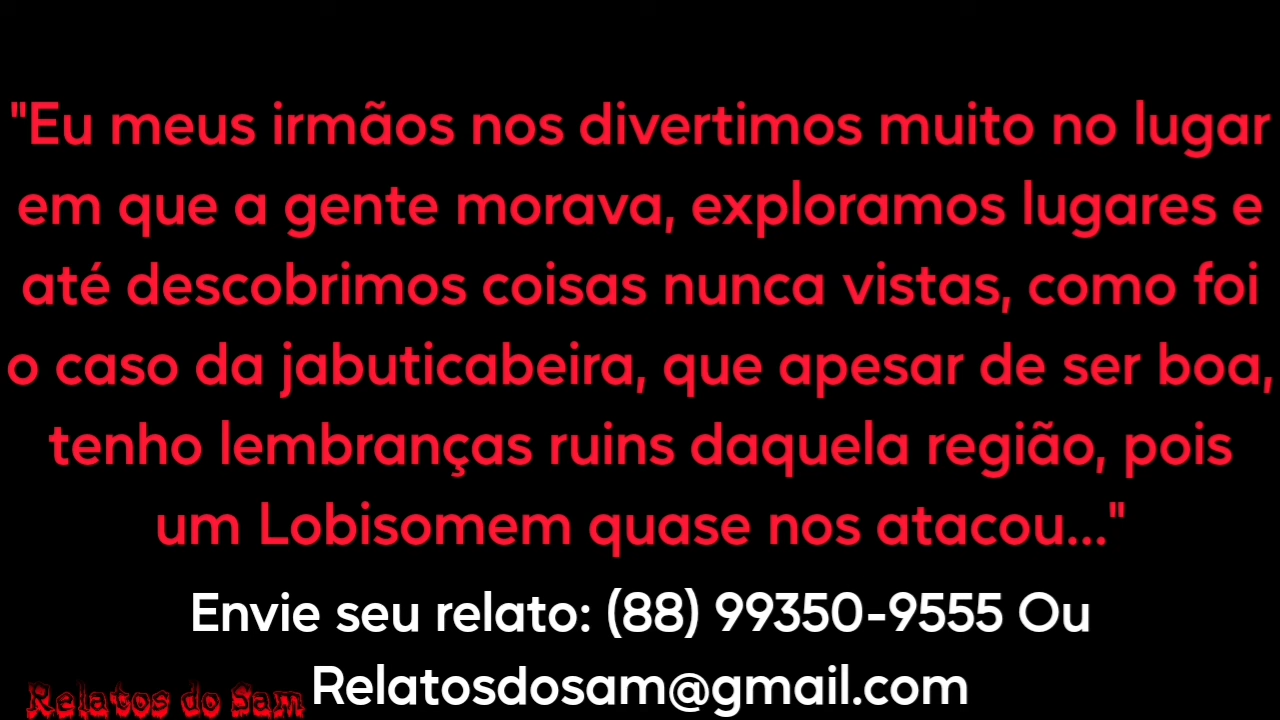 "Eu meus irmãos nos divertimos muito no lugar
em que a gente morava, exploramos lugares e
até descobrimos coisas nunca vistas, como foi
o caso da jabuticabeira, que apesar de ser boa,
tenho lembranças ruins daquela região, pois
um Lobisomem quase nos atacou..."
Envie seu relato: (88) 99350-9555 Ou
Relatosdosam@gmail.com
Relatos do Sam